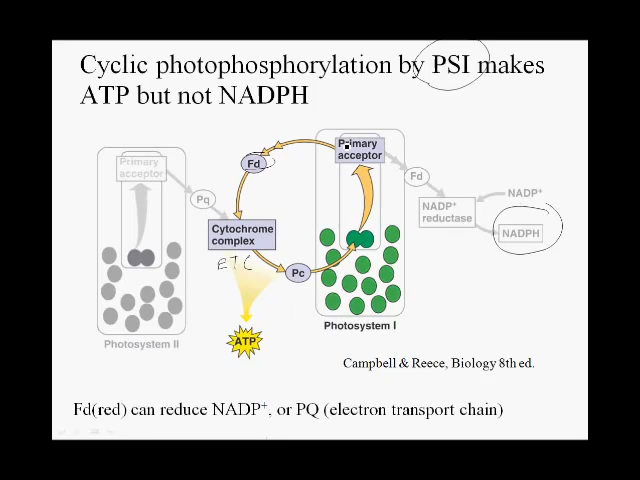 Cyclic photophosphorylation by PSI makes
ATP but not NADPH
Primary
acceptor
Primary
acceptor
Fd
Fd
Pq
NADP+
NADP+
reductase
NADPH
Cytochrome
complex
ETC
Pc
Photosystem I
Photosystem II
ATP
Campbell & Reece, Biology 8th ed.
Fd(red) can reduce NADP+, or PQ (electron transport chain)